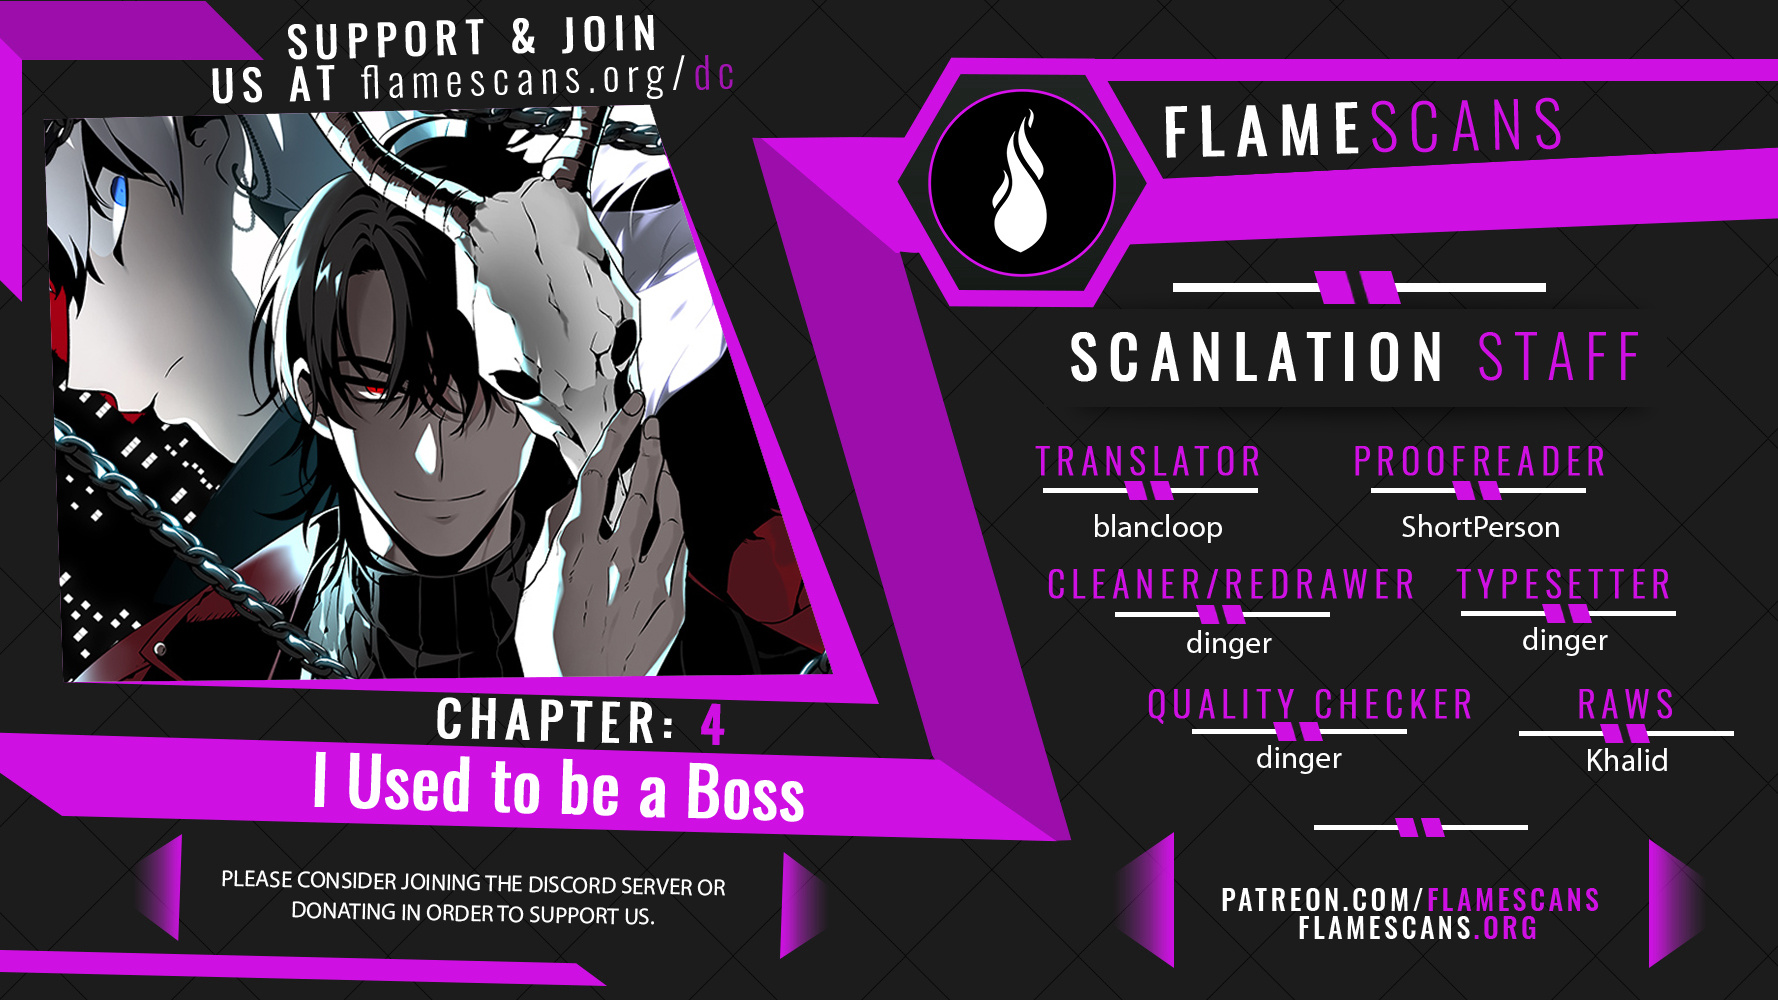 SUPPORT & JOIN
US AT flamescans.org/dc
CHAPTER: 4
I Used to be a Boss
PLEASE CONSIDER JOINING THE DISCORD SERVER OR
DONATING IN ORDER TO SUPPORT US.
FLAMESCANS
SCANLATION STAFF
TRANSLATOR
blancloop
PROOFREADER
ShortPerson
CLEANER/REDRAWER
dinger
TYPESETTER
dinger
QUALITY CHECKER
dinger
RAWS
Khalid
PATREON.COM/FLAMESCANS
FLAMESCANS.ORG